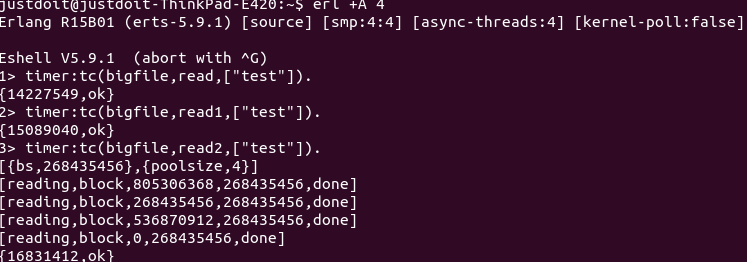 justdoit@justdoit-ThinkPad-E420:~$ erl +A 4
Erlang R15B01 (erts-5.9.1) [source] [smp:4:4] [async-threads:4] [kernel-poll:false]
Eshell V5.9.1  (abort with ^G)
1> timer:tc(bigfile,read,["test"]).
{14227549,ok}
2> timer:tc(bigfile,read1,["test"]).
{15089040,ok}
3> timer:tc(bigfile,read2,["test"]).
[{bs,268435456},{poolsize,4}]
[reading,block,805306368,268435456,done]
[reading,block,268435456,268435456,done]
[reading,block,536870912,268435456,done]
[reading,block,0,268435456,done]
{16831412,ok}